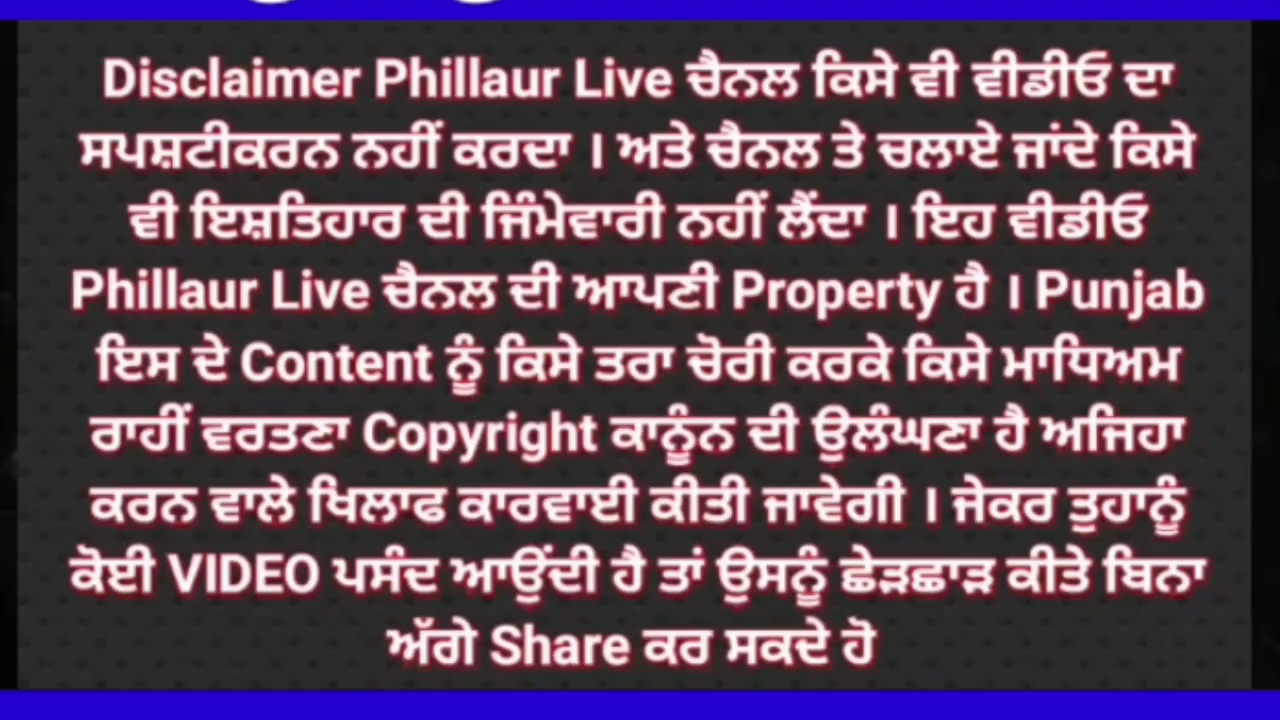 Disclaimer Phillaur Live ਚੈਨਲ ਕਿਸੇ ਵੀ ਵੀਡੀਓ ਦਾ
ਸਪਸ਼ਟੀਕਰਨ ਨਹੀਂ ਕਰਦਾ । ਅਤੇ ਚੈਨਲ ਤੇ ਚਲਾਏ ਜਾਂਦੇ ਕਿਸੇ
ਵੀ ਇਸ਼ਤਿਹਾਰ ਦੀ ਜਿੰਮੇਵਾਰੀ ਨਹੀਂ ਲੈਂਦਾ । ਇਹ ਵੀਡੀਓ
Phillaur Live ਚੈਨਲ ਦੀ ਆਪਣੀ Property ਹੈ । Punjab
ਇਸ ਦੇ Content ਨੂੰ ਕਿਸੇ ਤਰਾ ਚੋਰੀ ਕਰਕੇ ਕਿਸੇ ਮਾਧਿਅਮ
ਰਾਹੀਂ ਵਰਤਣਾ Copyright ਕਾਨੂੰਨ ਦੀ ਉਲੰਘਣਾ ਹੈ ਅਜਿਹਾ
ਕਰਨ ਵਾਲੇ ਖਿਲਾਫ ਕਾਰਵਾਈ ਕੀਤੀ ਜਾਵੇਗੀ । ਜੇਕਰ ਤੁਹਾਨੂੰ
ਕੋਈ VIDEO ਪਸੰਦ ਆਉਂਦੀ ਹੈ ਤਾਂ ਉਸਨੂੰ ਛੇੜਛਾੜ ਕੀਤੇ ਬਿਨਾ
ਅੱਗੇ Share ਕਰ ਸਕਦੇ ਹੋ